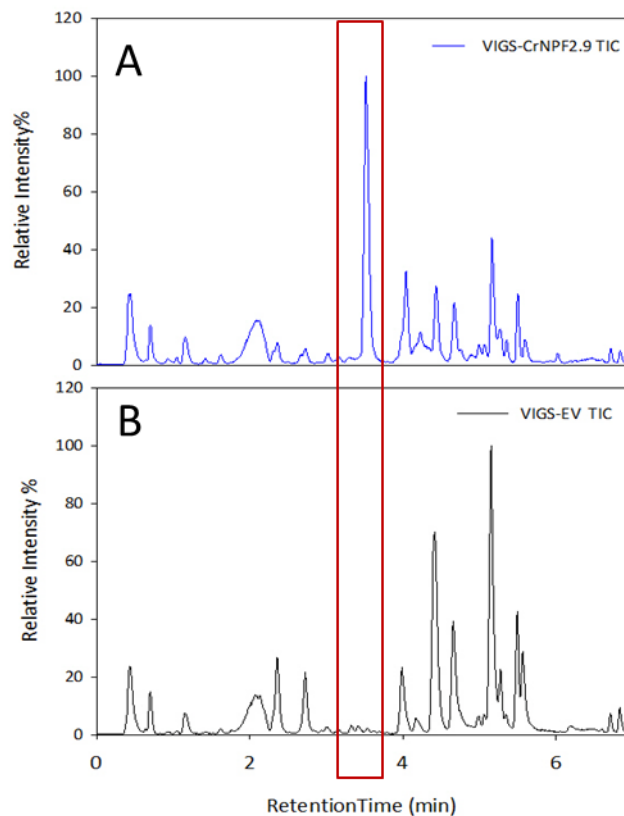 A
VIGS-CrNPF2.9 TIC
Relative Intensity%
120
100
80
60
40
20
0
B
VIGS-EV TIC
Relative Intensity %
120
100
80
60
40
20
0
0 2 4 6
RetentionTime (min)